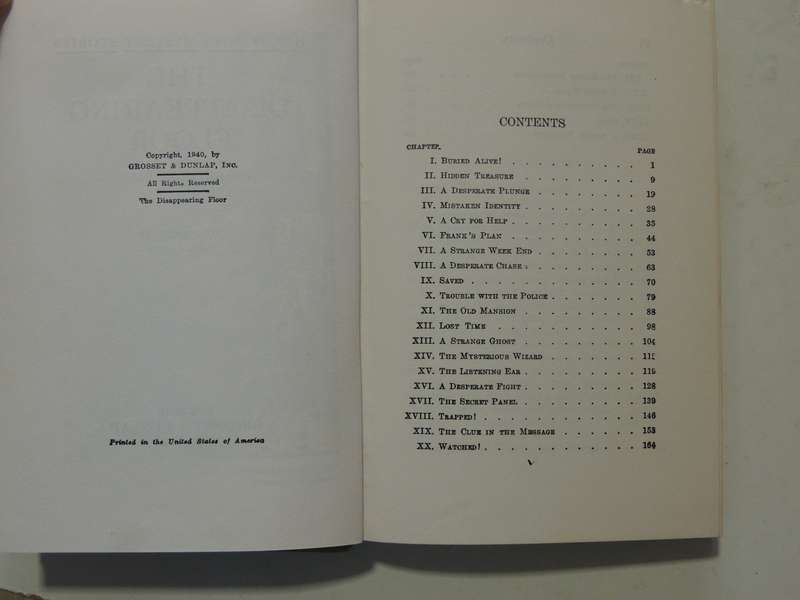 Copyright, 1940, by
GROSSET & DUNLAP, INC.
All Rights Reserved
The Disappearing Floor
Printed in the United States of America
CONTENTS
CHAPTER PAGE
I. BURIED ALIVE! . . . . . . . . . . 1
II. HIDDEN TREASURE . . . . . . . . . 9
III. A DESPERATE PLUNGE . . . . . . . . 19
IV. MISTAKEN IDENTITY . . . . . . . . . 28
V. A CRY FOR HELP . . . . . . . . . . 35
VI. FRANK'S PLAN . . . . . . . . . . 44
VII. A STRANGE WEEK END . . . . . . . . 53
VIII. A DESPERATE CHASE . . . . . . . . 63
IX. SAVED . . . . . . . . . . . . . 70
X. TROUBLE WITH THE POLICE . . . . . . . 79
XI. THE OLD MANSION . . . . . . . . . 88
XII. LOST TIME . . . . . . . . . . . 98
XIII. A STRANGE GHOST . . . . . . . . . 104
XIV. THE MYSTERIOUS WIZARD . . . . . . . 112
XV. THE LISTENING EAR . . . . . . . . . 119
XVI. A DESPERATE FIGHT . . . . . . . . . 128
XVII. THE SECRET PANEL . . . . . . . . . 139
XVIII. TRAPPED! . . . . . . . . . . . . 146
XIX. THE CLUE IN THE MESSAGE . . . . . . 153
XX. WATCHED! . . . . . . . . . . . . 164